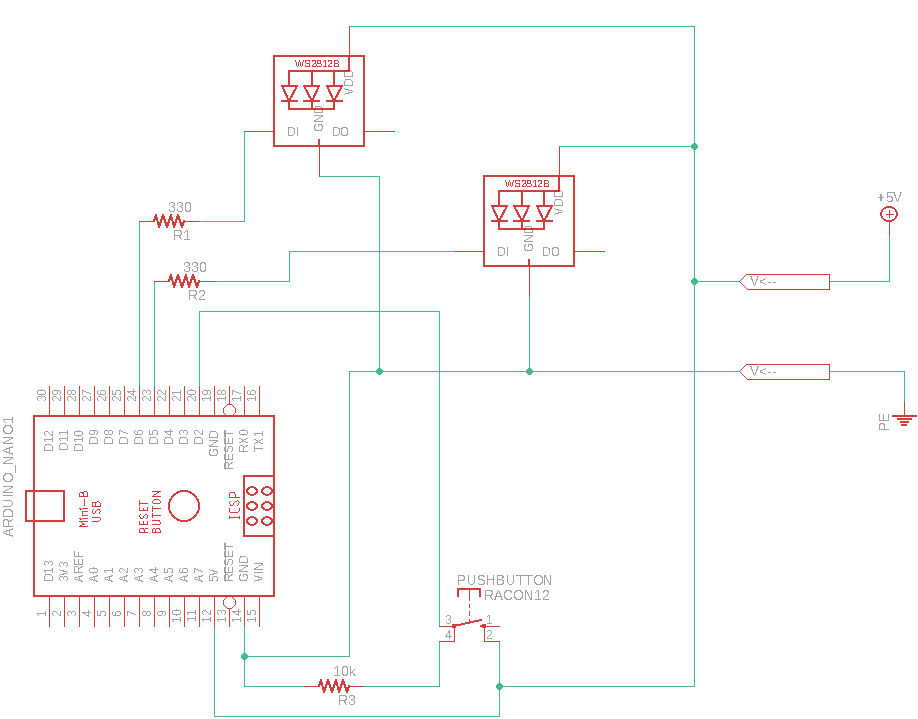 WS2812B
VDD
GND
DI
DO
WS2812B
VDD
GND
DI
DO
330
R1
330
R2
+5V
V<--
V<--
PE
ARDUINO_NANO1
30
29
28
27
26
25
24
23
22
21
20
19
18
17
16
D12
D11
D10
D9
D8
D7
D6
D5
D4
D3
D2
GND
RESET
RX0
TX1
Mini-B
USB
RESET
BUTTON
ICSP
D13
3V3
AREF
A0
A1
A2
A3
A4
A5
A6
A7
5V
RESET
GND
VIN
1
2
3
4
5
6
7
8
9
10
11
12
13
14
15
PUSHBUTTON
RACON12
3
1
4
2
10k
R3